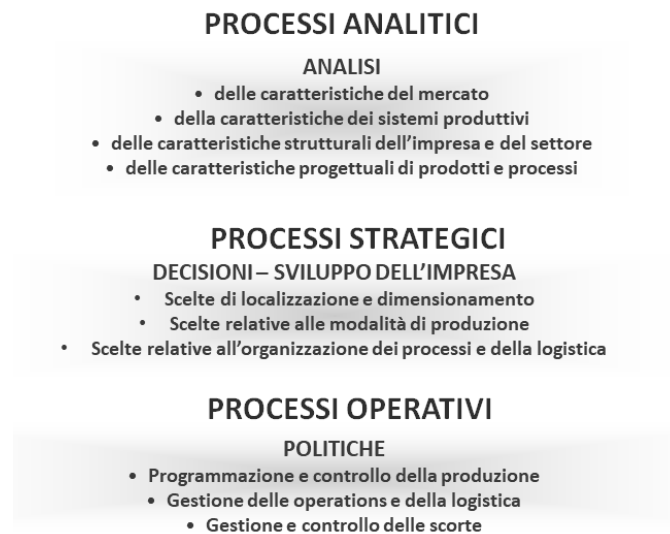 PROCESSI ANALITICI
ANALISI
• delle caratteristiche del mercato
• della caratteristiche dei sistemi produttivi
• delle caratteristiche strutturali dell'impresa e del settore
• delle caratteristiche progettuali di prodotti e processi
PROCESSI STRATEGICI
DECISIONI – SVILUPPO DELL'IMPRESA
• Scelte di localizzazione e dimensionamento
• Scelte relative alle modalità di produzione
• Scelte relative all'organizzazione dei processi e della logistica
PROCESSI OPERATIVI
POLITICHE
• Programmazione e controllo della produzione
• Gestione delle operations e della logistica
• Gestione e controllo delle scorte